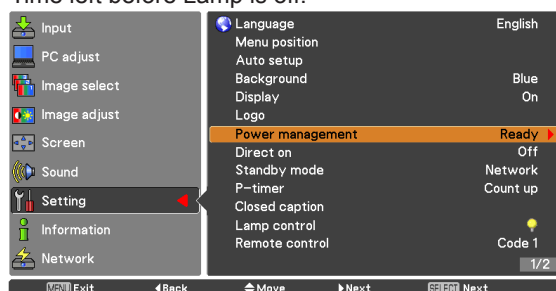 Time left before Lamp is off.
Input
PC adjust
Image select
Image adjust
Screen
Sound
Setting
Information
Network
Language English
Menu position
Auto setup
Background Blue
Display On
Logo
Power management Ready
Direct on Off
Standby mode Network
P-timer Count up
Closed caption
Lamp control
Remote control Code 1
1/2
MENU Exit Back Move Next SELECT Next